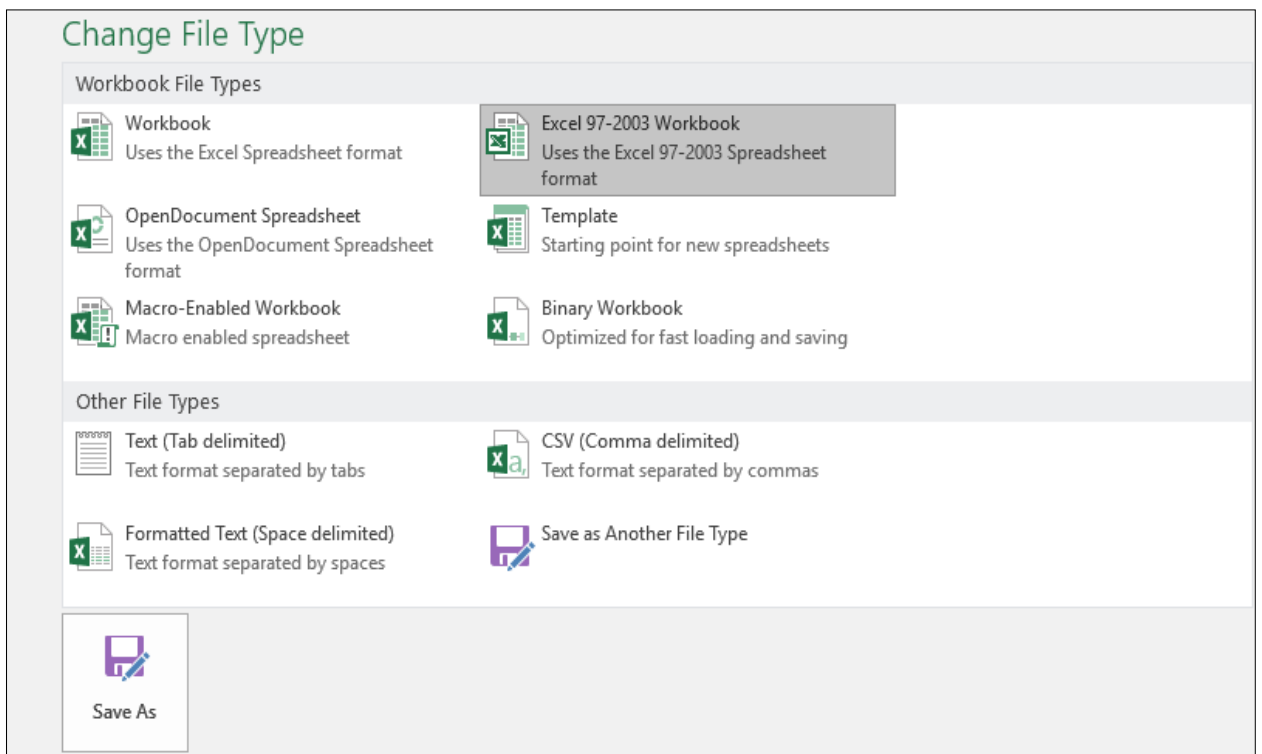 Change File Type
Workbook File Types
Workbook
Uses the Excel Spreadsheet format
Excel 97-2003 Workbook
Uses the Excel 97-2003 Spreadsheet
format
OpenDocument Spreadsheet
Uses the OpenDocument Spreadsheet
format
Template
Starting point for new spreadsheets
Macro-Enabled Workbook
Macro enabled spreadsheet
Binary Workbook
Optimized for fast loading and saving
Other File Types
Text (Tab delimited)
Text format separated by tabs
CSV (Comma delimited)
Text format separated by commas
Formatted Text (Space delimited)
Text format separated by spaces
Save as Another File Type
Save As